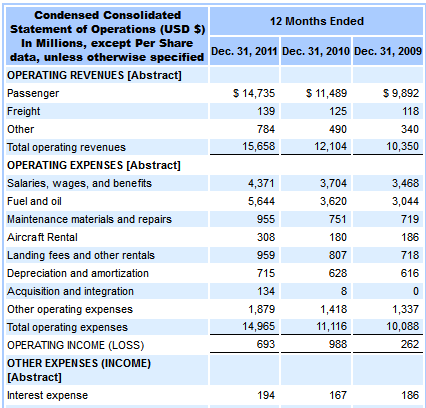 Condensed Consolidated
Statement of Operations (USD $)
In Millions, except Per Share
data, unless otherwise specified
12 Months Ended
Dec. 31, 2011 Dec. 31, 2010 Dec. 31, 2009
OPERATING REVENUES [Abstract]
Passenger $ 14,735 $ 11,489 $ 9,892
Freight 139 125 118
Other 784 490 340
Total operating revenues 15,658 12,104 10,350
OPERATING EXPENSES [Abstract]
Salaries, wages, and benefits 4,371 3,704 3,468
Fuel and oil 5,644 3,620 3,044
Maintenance materials and repairs 955 751 719
Aircraft Rental 308 180 186
Landing fees and other rentals 959 807 718
Depreciation and amortization 715 628 616
Acquisition and integration 134 8 0
Other operating expenses 1,879 1,418 1,337
Total operating expenses 14,965 11,116 10,088
OPERATING INCOME (LOSS) 693 988 262
OTHER EXPENSES (INCOME)
[Abstract]
Interest expense 194 167 186